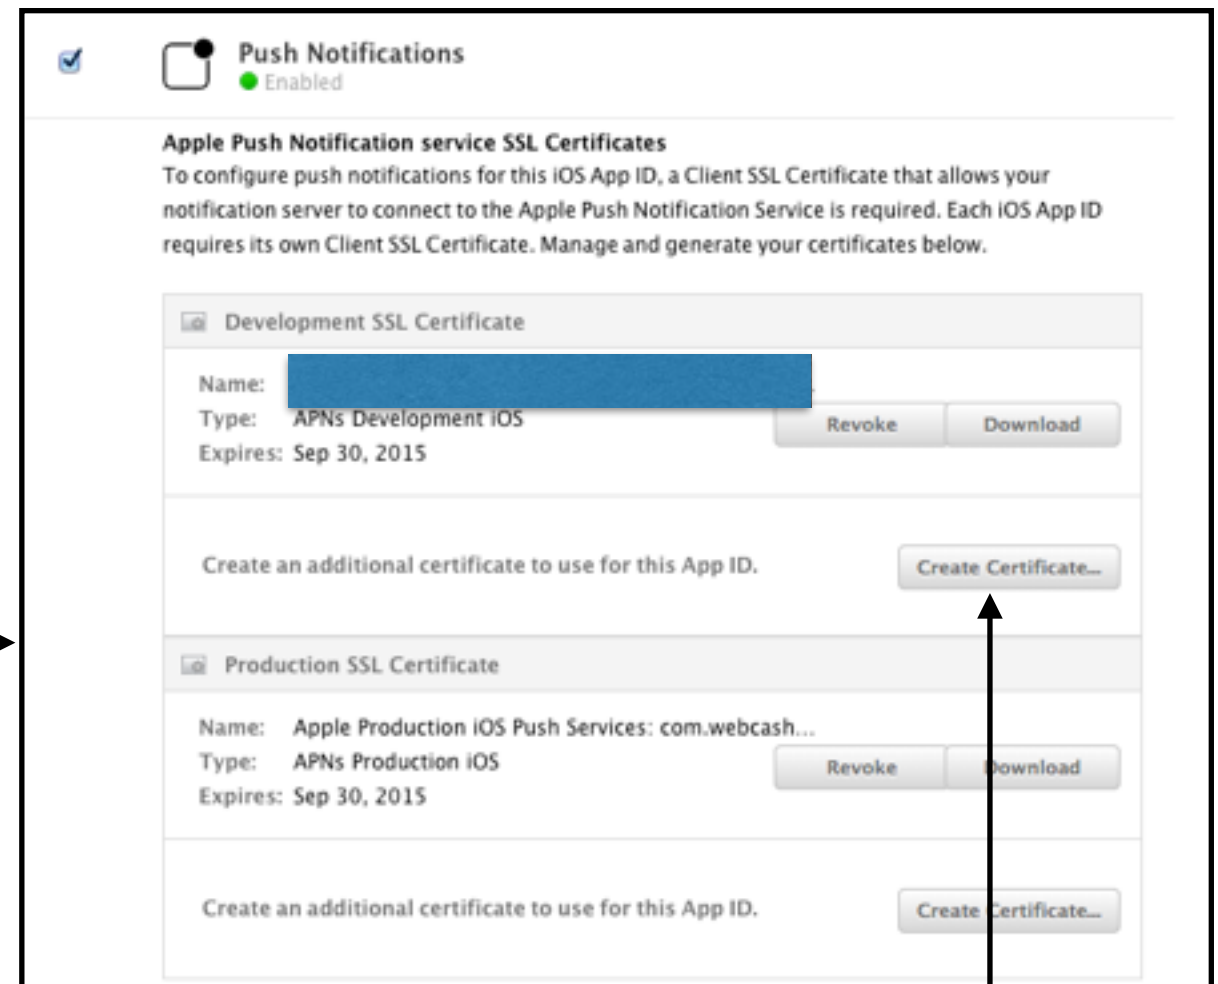 Push Notifications
Enabled
Apple Push Notification service SSL Certificates
To configure push notifications for this iOS App ID, a Client SSL Certificate that allows your
notification server to connect to the Apple Push Notification Service is required. Each iOS App ID
requires its own Client SSL Certificate. Manage and generate your certificates below.
Development SSL Certificate
Name:
Type: APNs Development iOS
Revoke Download
Expires: Sep 30, 2015
Create an additional certificate to use for this App ID. Create Certificate...
Production SSL Certificate
Name: Apple Production iOS Push Services: com.webcash...
Type: APNs Production iOS
Revoke Download
Expires: Sep 30, 2015
Create an additional certificate to use for this App ID. Create Certificate...